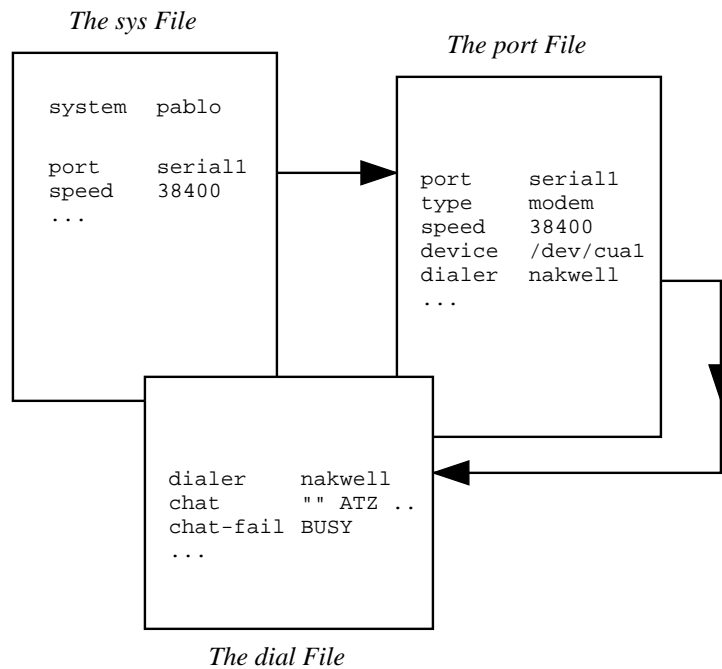 The sys File
system pablo
port serial1
speed 38400
...
The port File
port serial1
type modem
speed 38400
device /dev/cua1
dialer nakwell
...
dialer nakwell
chat "" ATZ ..
chat-fail BUSY
...
The dial File